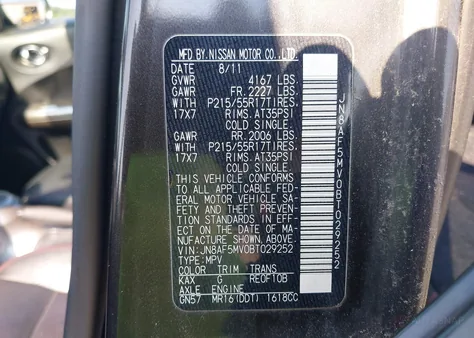 MFD.BY.NISSAN MOTOR CO.,LTD.
DATE 8/11
GVWR 4167 LBS.
GAWR FR.2227 LBS.
WITH P215/55R17TIRES,
17X7 RIMS.AT35PSI
COLD SINGLE.
GAWR RR.2006 LBS.
WITH P215/55R17TIRES,
17X7 RIMS.AT35PSI
COLD SINGLE.
THIS VEHICLE CONFORMS
TO ALL APPLICABLE FED-
ERAL MOTOR VEHICLE SA-
FETY AND THEFT PREVEN-
TION STANDARDS IN EFF-
ECT ON THE DATE OF MA-
NUFACTURE SHOWN ABOVE.
VIN:JN8AF5MV0BT029252
TYPE:MPV
COLOR TRIM TRANS
KAX G RE0F10B
AXLE ENGINE
GN57 MR16(DDT) 1618CC
JN8AF5MV0BT029252